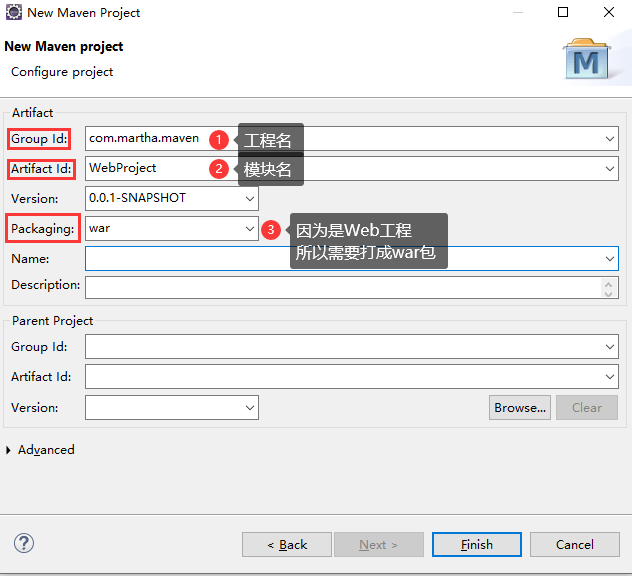 New Maven Project
New Maven project
Configure project
M
Artifact
Group Id: com.martha.maven 1 工程名
Artifact Id: WebProject 2 模块名
Version: 0.0.1-SNAPSHOT
Packaging: war 3 因为是Web工程
所以需要打成war包
Name:
Description:
Parent Project
Group Id:
Artifact Id:
Version: Browse... Clear
Advanced
? < Back Next > Finish Cancel